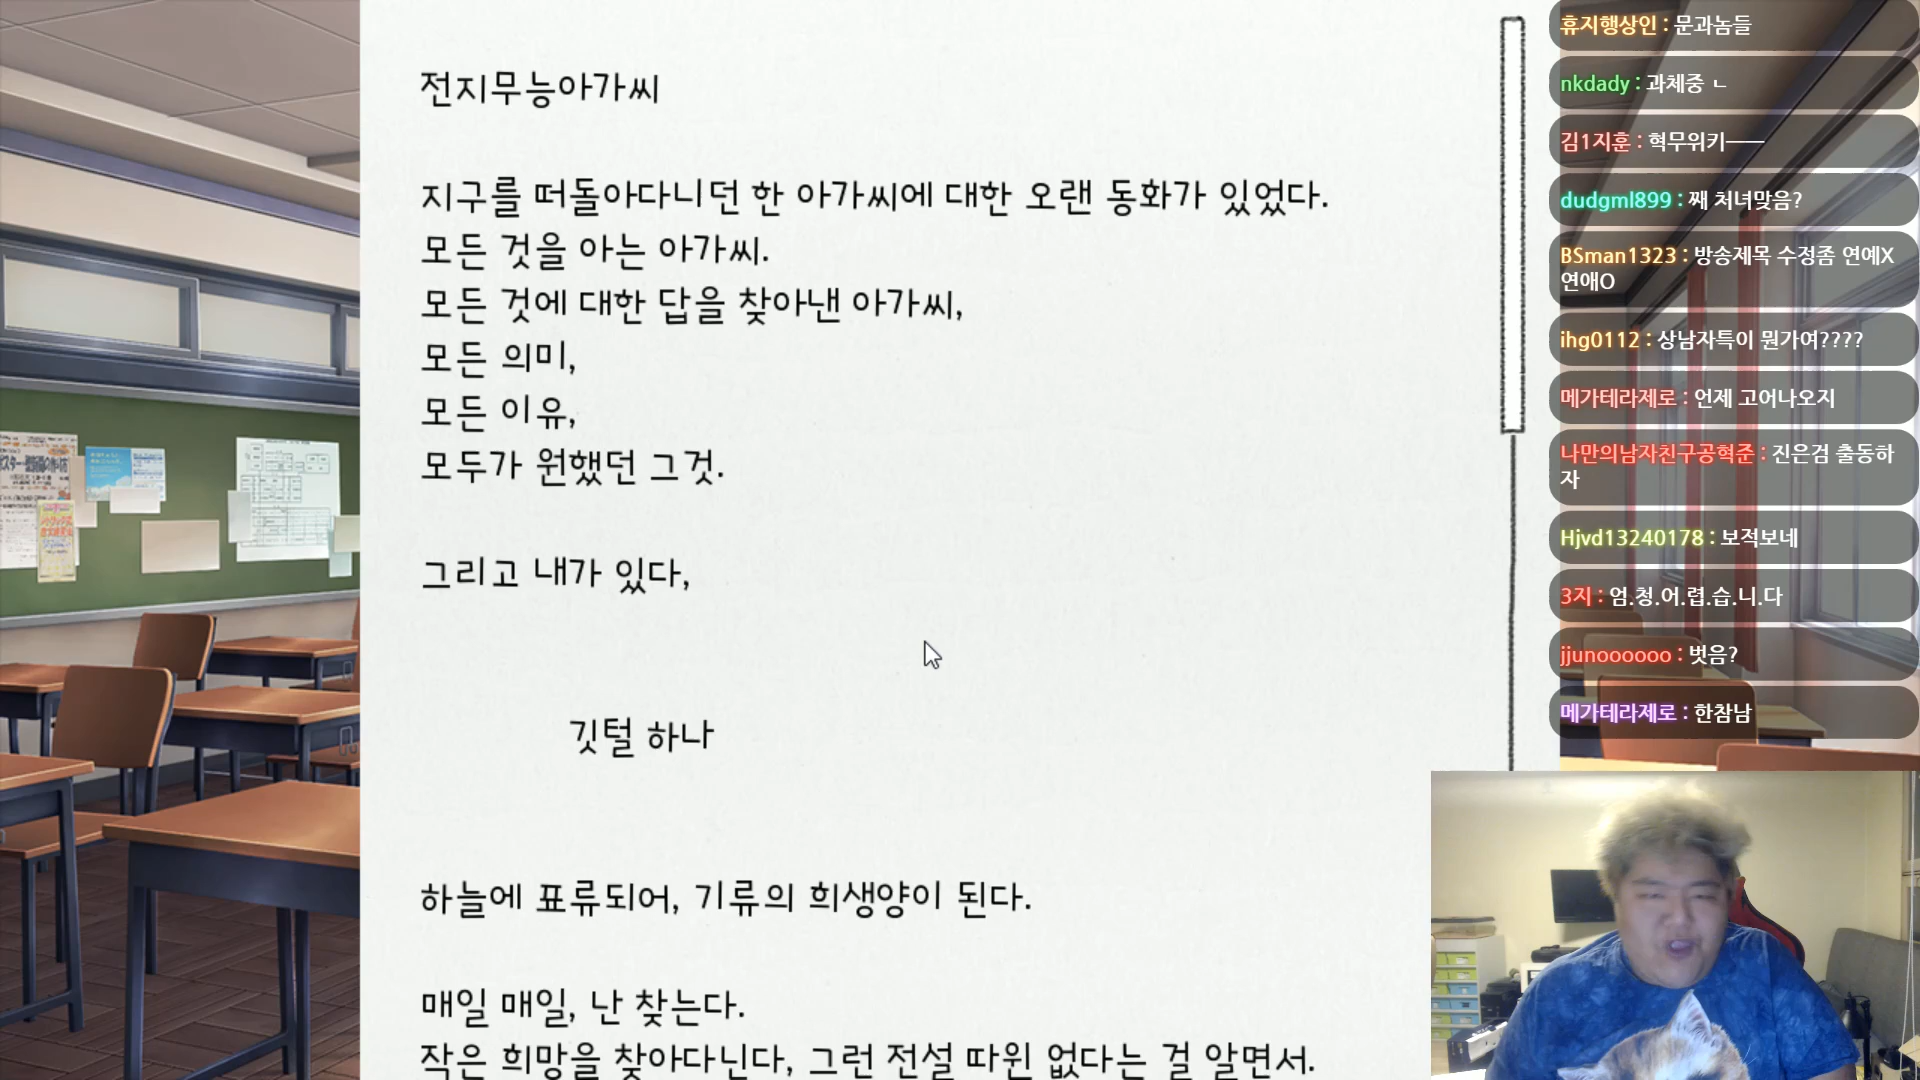 전지무능아가씨
지구를 떠돌아다니던 한 아가씨에 대한 오랜 동화가 있었다.
모든 것을 아는 아가씨.
모든 것에 대한 답을 찾아낸 아가씨,
모든 의미,
모든 이유,
모두가 원했던 그것.
그리고 내가 있다,
깃털 하나
하늘에 표류되어, 기류의 희생양이 된다.
매일 매일, 난 찾는다.
작은 희망을 찾아다닌다, 그런 전설 따윈 없다는 걸 알면서.
휴지행상인 : 문과놈들
nkdady : 과체중 ㄴ
김1지훈 : 혁무위키──
dudgml899 : 쨰 처녀맞음?
BSman1323 : 방송제목 수정좀 연예X
연애O
ihg0112 : 상남자특이 뭔가여????
메가테라제로 : 언제 고어나오지
나만의남자친구공혁준 : 진은검 출동하
자
Hjvd13240178 : 보적보네
3지 : 엄.청.어.렵.습.니.다
jjunoooooo : 벗음?
메가테라제로 : 한참남